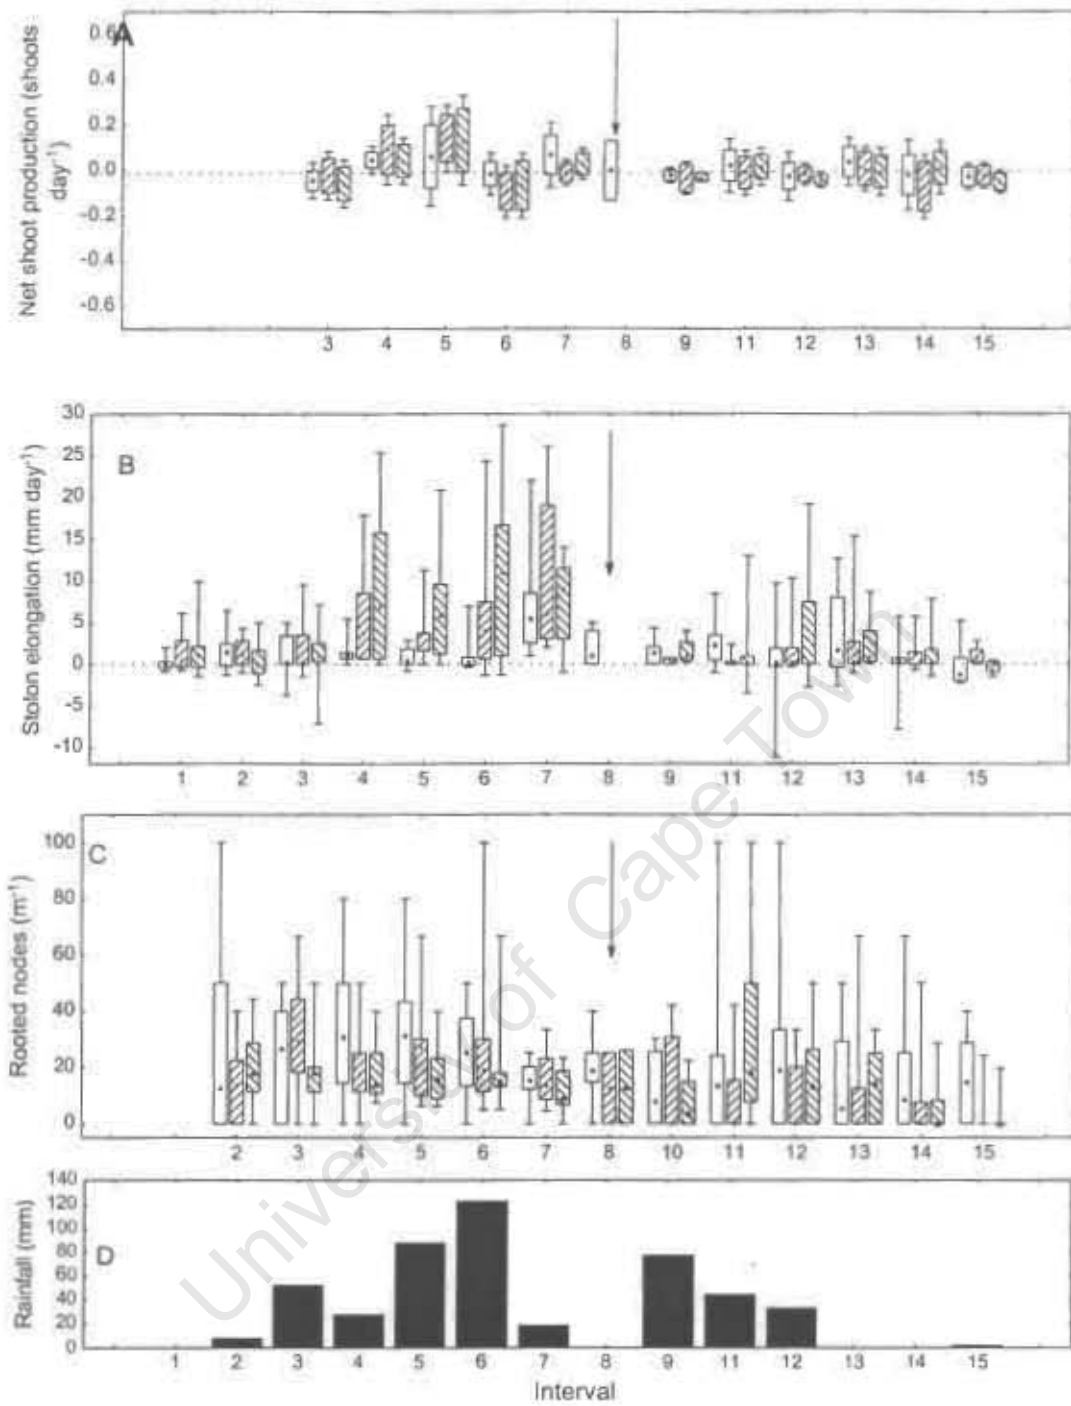 A
Net shoot production (shoots
day⁻¹)
0.6
0.4
0.2
0.0
-0.2
-0.4
-0.6
3 4 5 6 7 8 9 11 12 13 14 15
B
Stolon elongation (mm day⁻¹)
30
25
20
15
10
5
0
-5
-10
1 2 3 4 5 6 7 8 9 11 12 13 14 15
C
Rooted nodes (m⁻¹)
100
80
60
40
20
0
2 3 4 5 6 7 8 10 11 12 13 14 15
D
Rainfall (mm)
140
120
100
80
60
40
20
0
1 2 3 4 5 6 7 8 9 11 12 13 14 15
Interval
University of Cape Town